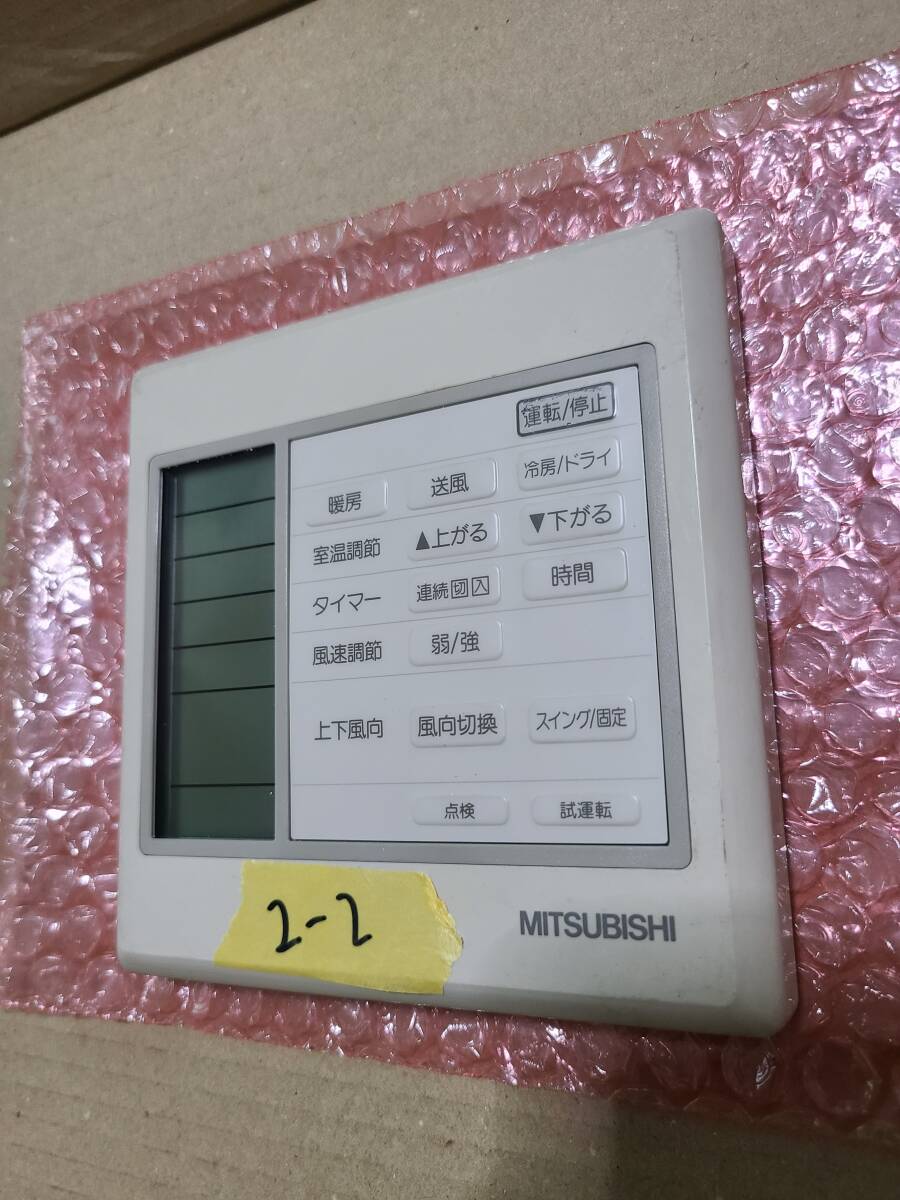 運転/停止
暖房 送風 冷房/ドライ
室温調節 ▲上がる ▼下がる
タイマー 連続切入 時間
風速調節 弱/強
上下風向 風向切換 スイング/固定
点検 試運転
2-2
MITSUBISHI